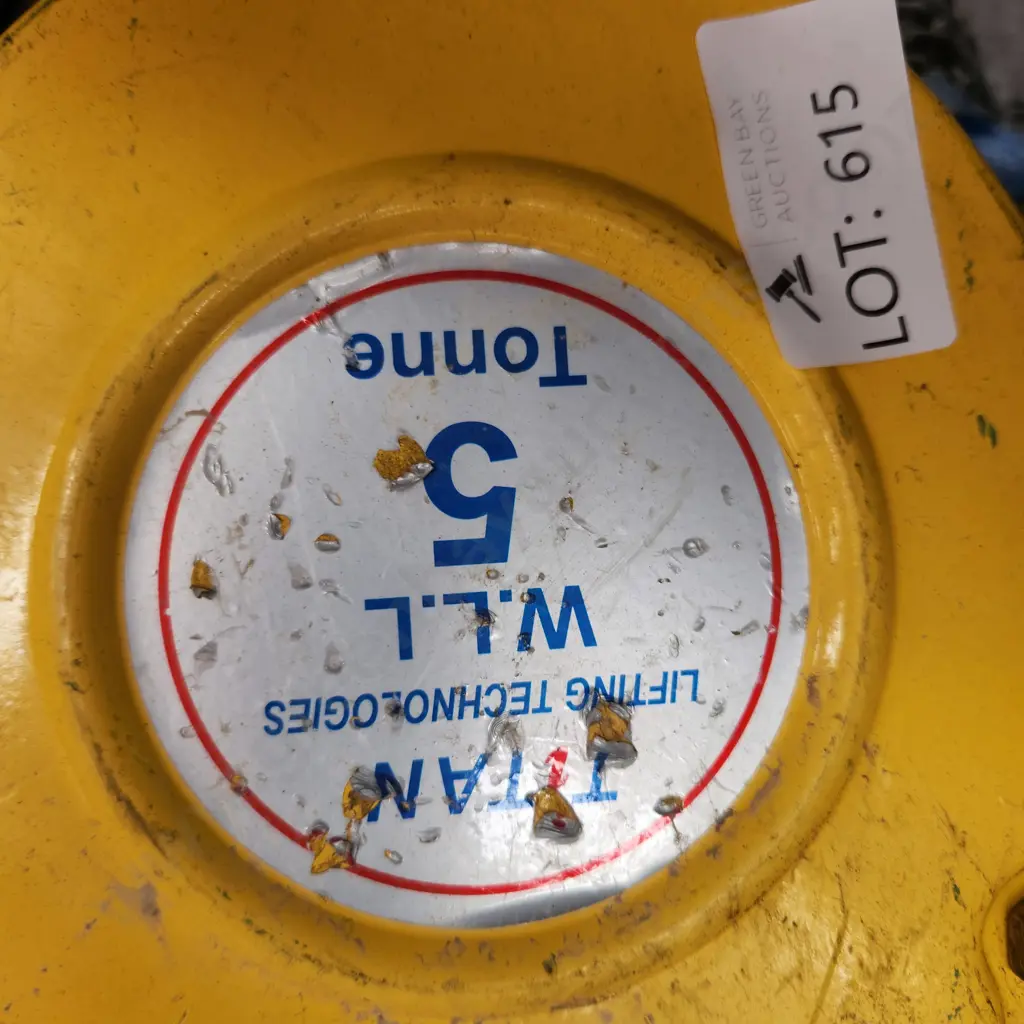 TiTAN
LIFTING TECHNOLOGIES
W.L.L
5
Tonne
GREEN BAY
AUCTIONS
LOT: 615